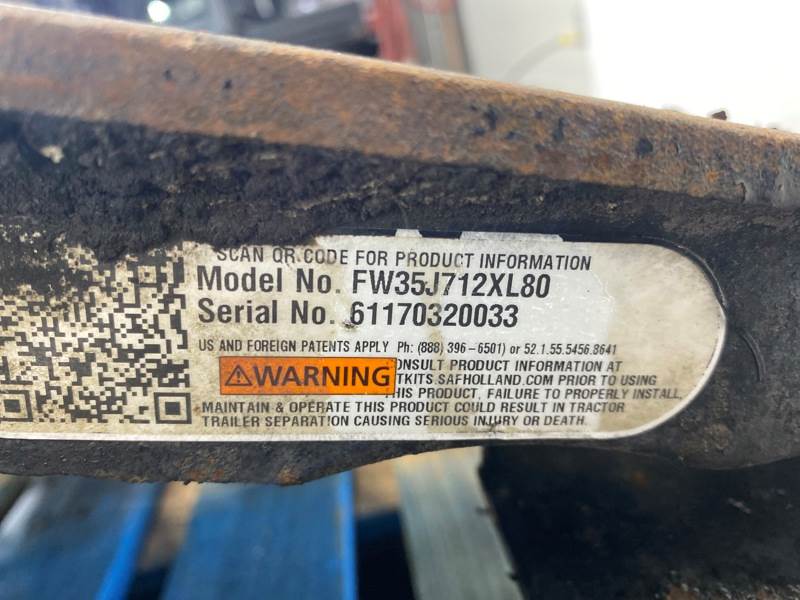 SCAN QR CODE FOR PRODUCT INFORMATION
Model No. FW35J712XL80
Serial No. 61170320033
US AND FOREIGN PATENTS APPLY Ph: (888) 396-6501) or 52.1.55.5456.8641
WARNING
ONSULT PRODUCT INFORMATION AT
TKITS.SAFHOLLAND.COM PRIOR TO USING
THIS PRODUCT, FAILURE TO PROPERLY INSTALL,
MAINTAIN & OPERATE THIS PRODUCT COULD RESULT IN TRACTOR
TRAILER SEPARATION CAUSING SERIOUS INJURY OR DEATH.